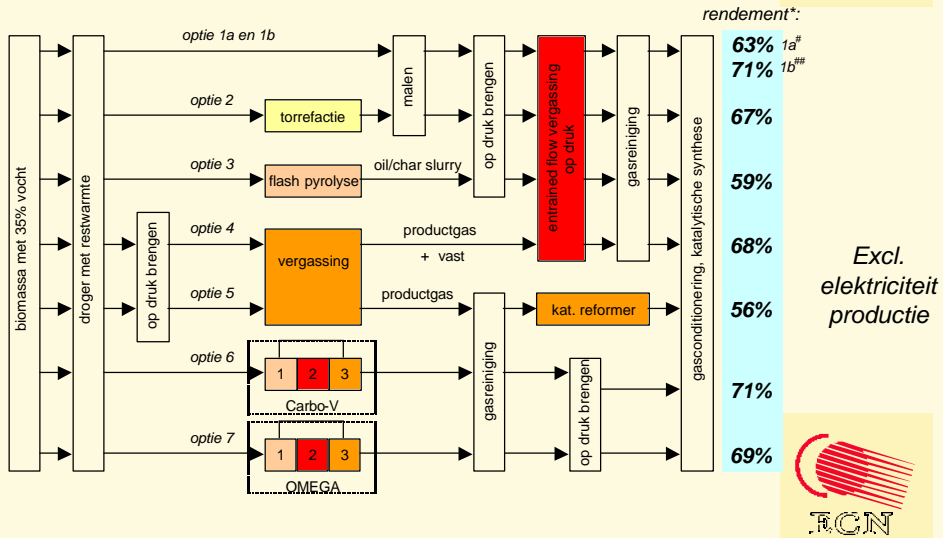 rendement*:
biomassa met 35% vocht
droger met restwarmte
optie 1a en 1b
malen
op druk brengen
entrained flow vergassing
op druk
gasreiniging
gasconditionering, katalytische synthese
63% 1a#
71% 1b##
optie 2
torrefactie
67%
optie 3
flash pyrolyse
oil/char slurry
59%
op druk brengen
optie 4
vergassing
productgas
+ vast
68%
optie 5
productgas
gasreiniging
kat. reformer
56%
Excl.
elektriciteit
productie
optie 6
1 2 3
Carbo-V
op druk brengen
71%
optie 7
1 2 3
OMEGA
69%
ECN